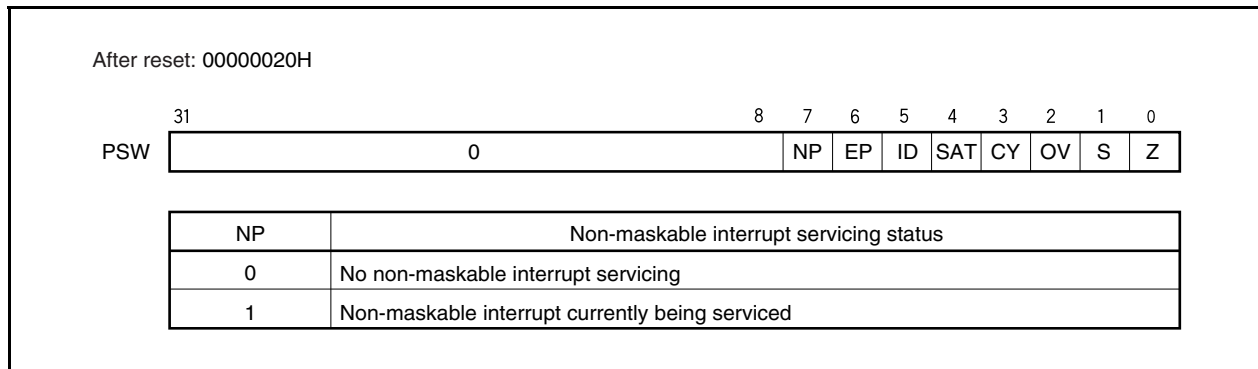 After reset: 00000020H
31 8 7 6 5 4 3 2 1 0
PSW 0 NP EP ID SAT CY OV S Z
NP Non-maskable interrupt servicing status
0 No non-maskable interrupt servicing
1 Non-maskable interrupt currently being serviced